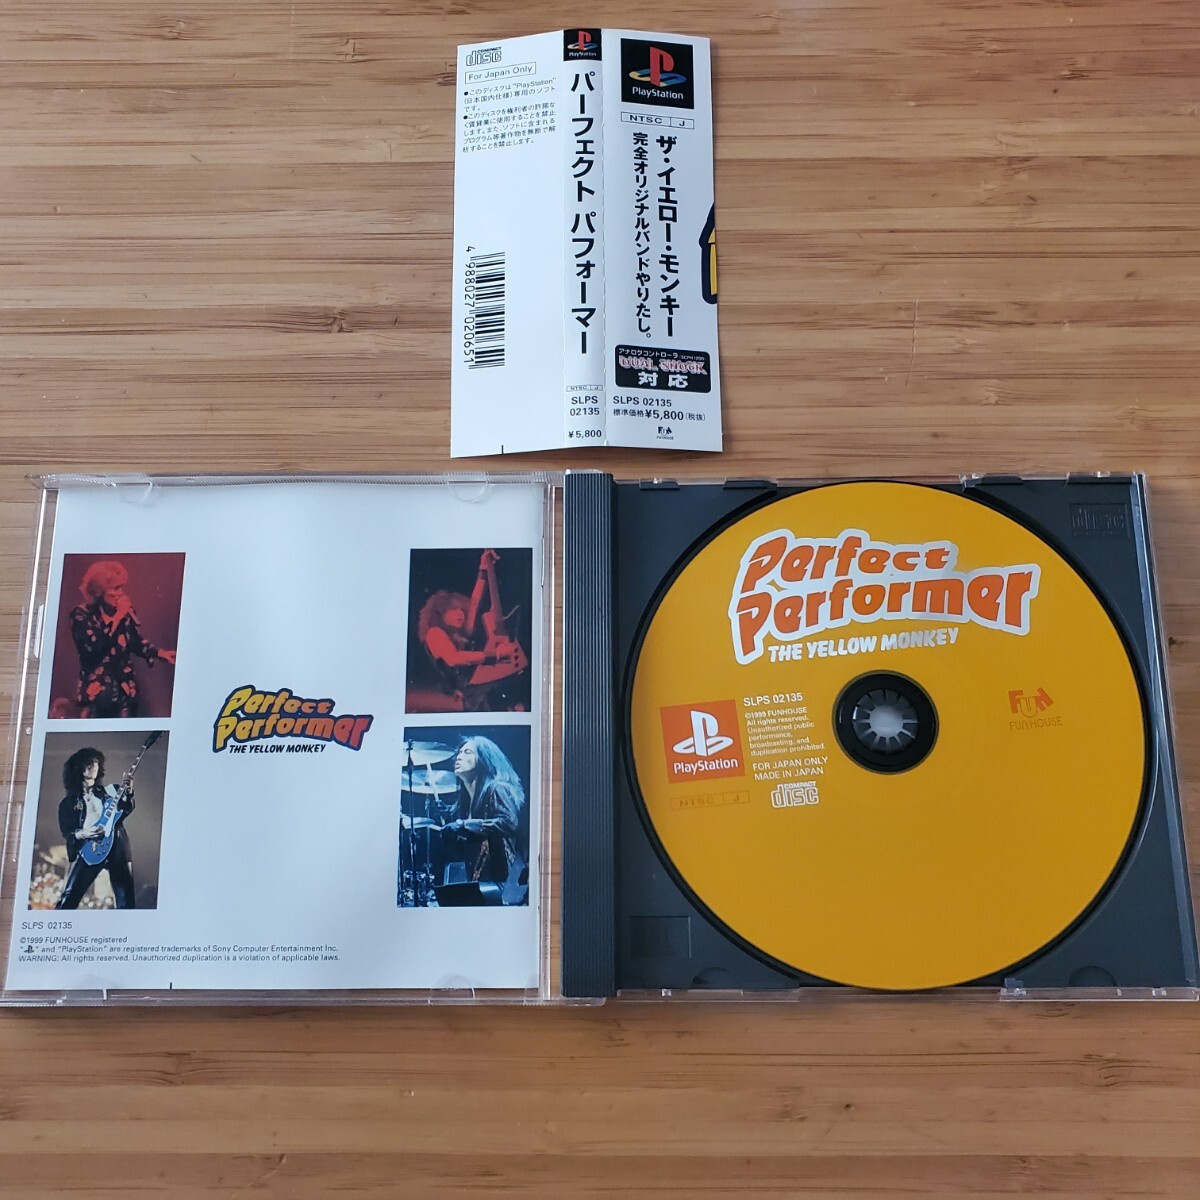 COMPACT
disc
For Japan Only
●このディスクは"PlayStation"
(日本国内仕様)専用のソフト
です。
●このディスクを権利者の許諾な
く賃貸業に使用することを禁止
します。また、ソフトに含まれる
プログラム等著作物を無断で解
析することを禁止します。
4 988027 020651
PlayStation
パーフェクト パフォーマー
NTSC J
SLPS
02135
¥5,800
PlayStation
NTSC J
ザ・イエロー・モンキー
完全オリジナルバンドやりたし。
アナログコントローラ(SCPH1200)
DUAL SHOCK
対応
SLPS 02135
標準価格¥5,800(税抜)
Fun
FUNHOUSE
Perfect
Performer
THE YELLOW MONKEY
SLPS 02135
©1999 FUNHOUSE registered
" " and "PlayStation" are registered trademarks of Sony Computer Entertainment Inc.
WARNING: All rights reserved. Unauthorized duplication is a violation of applicable laws.
disc
Perfect
Performer
THE YELLOW MONKEY
SLPS 02135
©1999 FUNHOUSE
All rights reserved.
Unauthorized public
performance,
broadcasting, and
duplication prohibited.
PlayStation
FOR JAPAN ONLY
MADE IN JAPAN
NTSC J
COMPACT
disc
Fun
FUNHOUSE